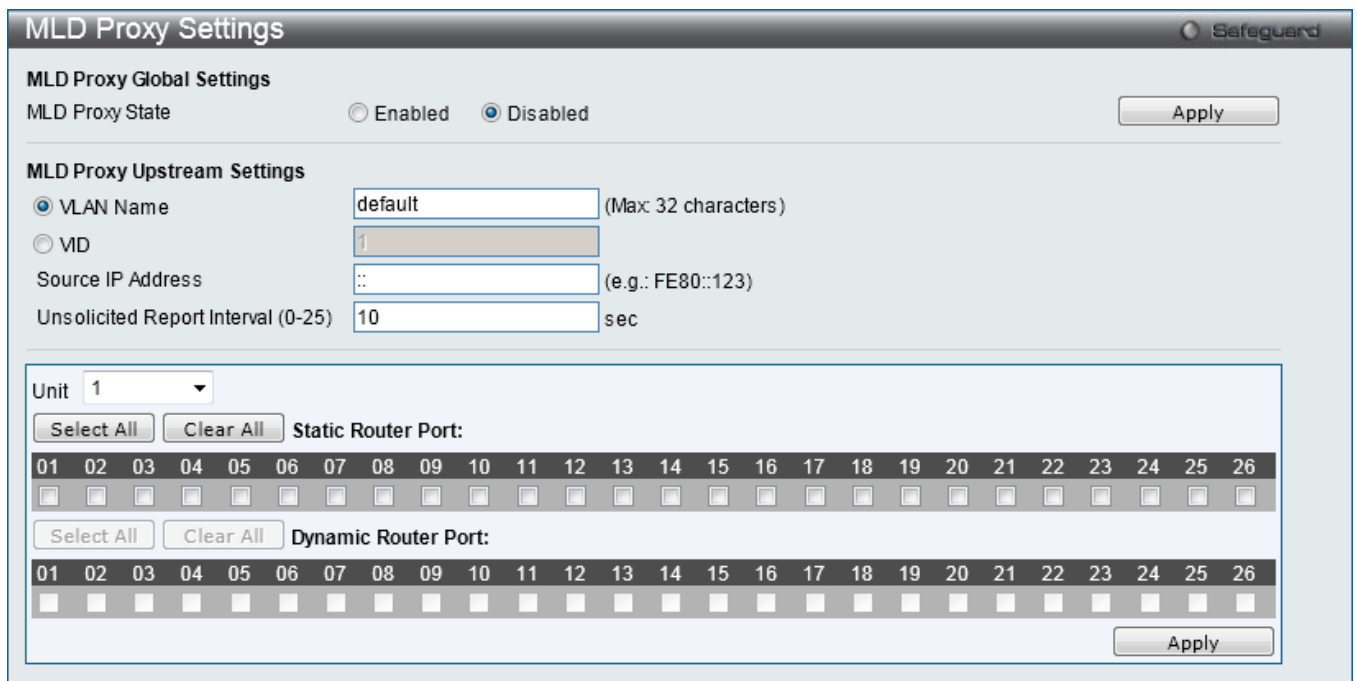 MLD Proxy Settings Safeguard
MLD Proxy Global Settings
MLD Proxy State Enabled Disabled Apply
MLD Proxy Upstream Settings
VLAN Name default (Max: 32 characters)
VID 1
Source IP Address :: (e.g.: FE80::123)
Unsolicited Report Interval (0-25) 10 sec
Unit 1
Select All Clear All Static Router Port:
01 02 03 04 05 06 07 08 09 10 11 12 13 14 15 16 17 18 19 20 21 22 23 24 25 26
Select All Clear All Dynamic Router Port:
01 02 03 04 05 06 07 08 09 10 11 12 13 14 15 16 17 18 19 20 21 22 23 24 25 26
Apply